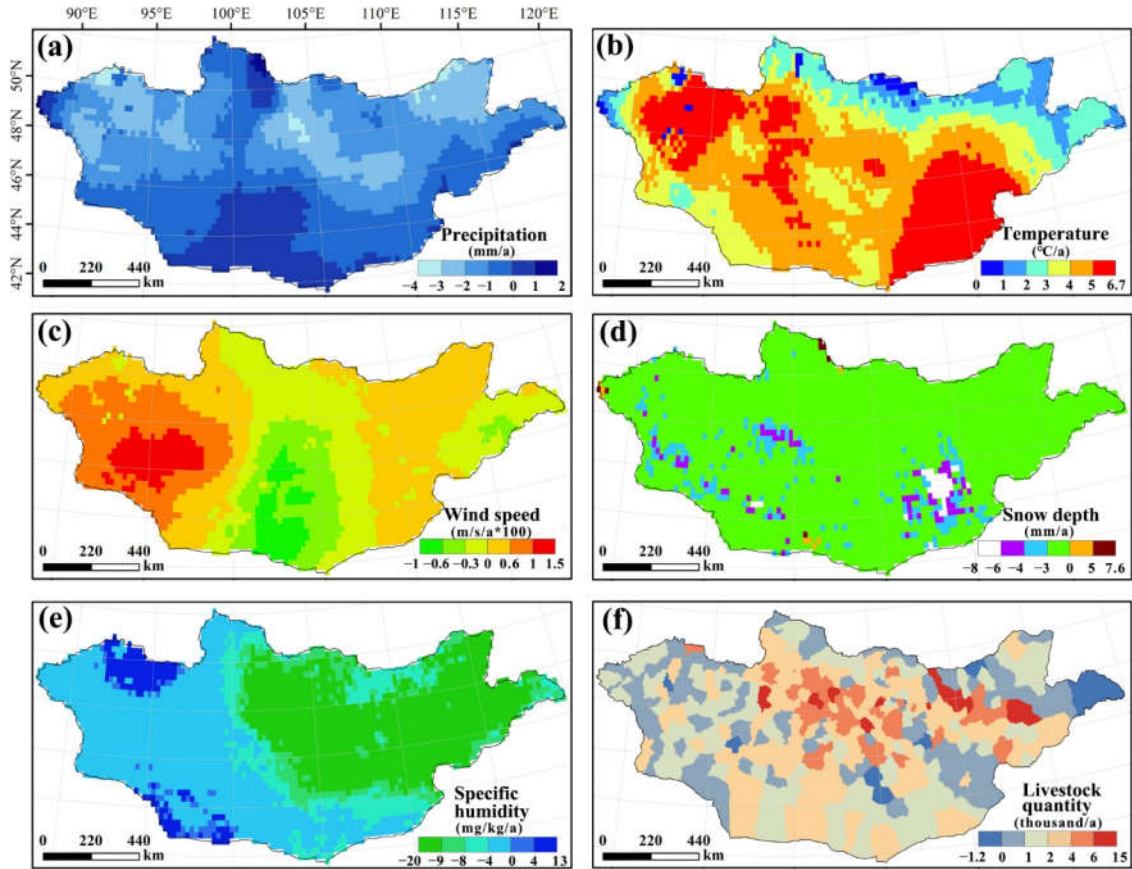 90°E 95°E 100°E 105°E 110°E 115°E 120°E
(a)
50°N
48°N
46°N
44°N
42°N
Precipitation
(mm/a)
0 220 440
km
−4 −3 −2 −1 0 1 2
(b)
Temperature
(°C/a)
0 220 440
km
0 1 2 3 4 5 6.7
(c)
Wind speed
(m/s/a*100)
0 220 440
km
−1 −0.6 −0.3 0 0.6 1 1.5
(d)
Snow depth
(mm/a)
0 220 440
km
−8 −6 −4 −3 0 5 7.6
(e)
Specific
humidity
(mg/kg/a)
0 220 440
km
−20 −9 −8 −4 0 4 13
(f)
Livestock
quantity
(thousand/a)
0 220 440
km
−1.2 0 1 2 4 6 15